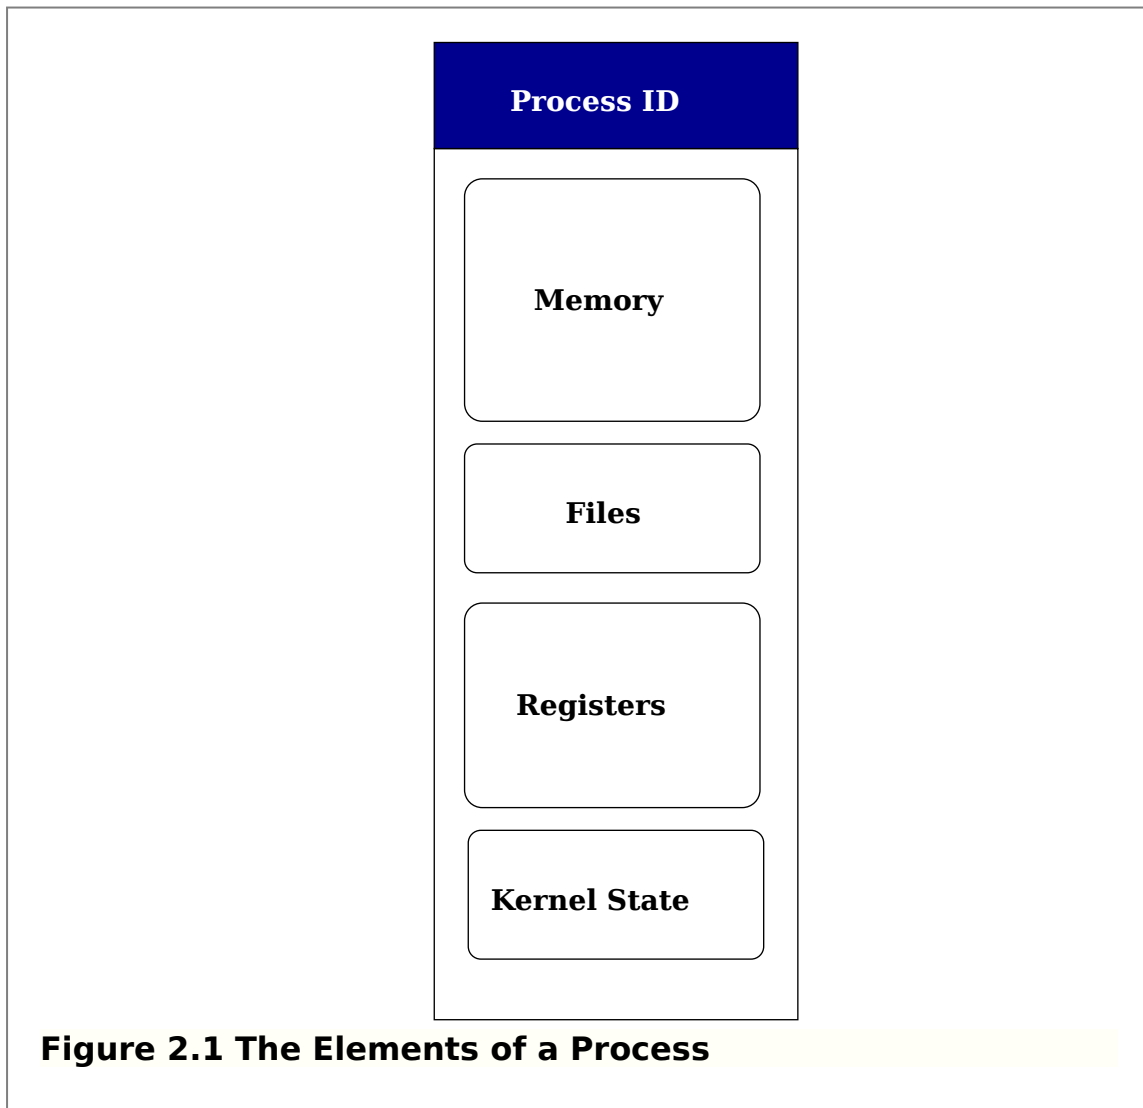 Process ID
Memory
Files
Registers
Kernel State
Figure 2.1 The Elements of a Process